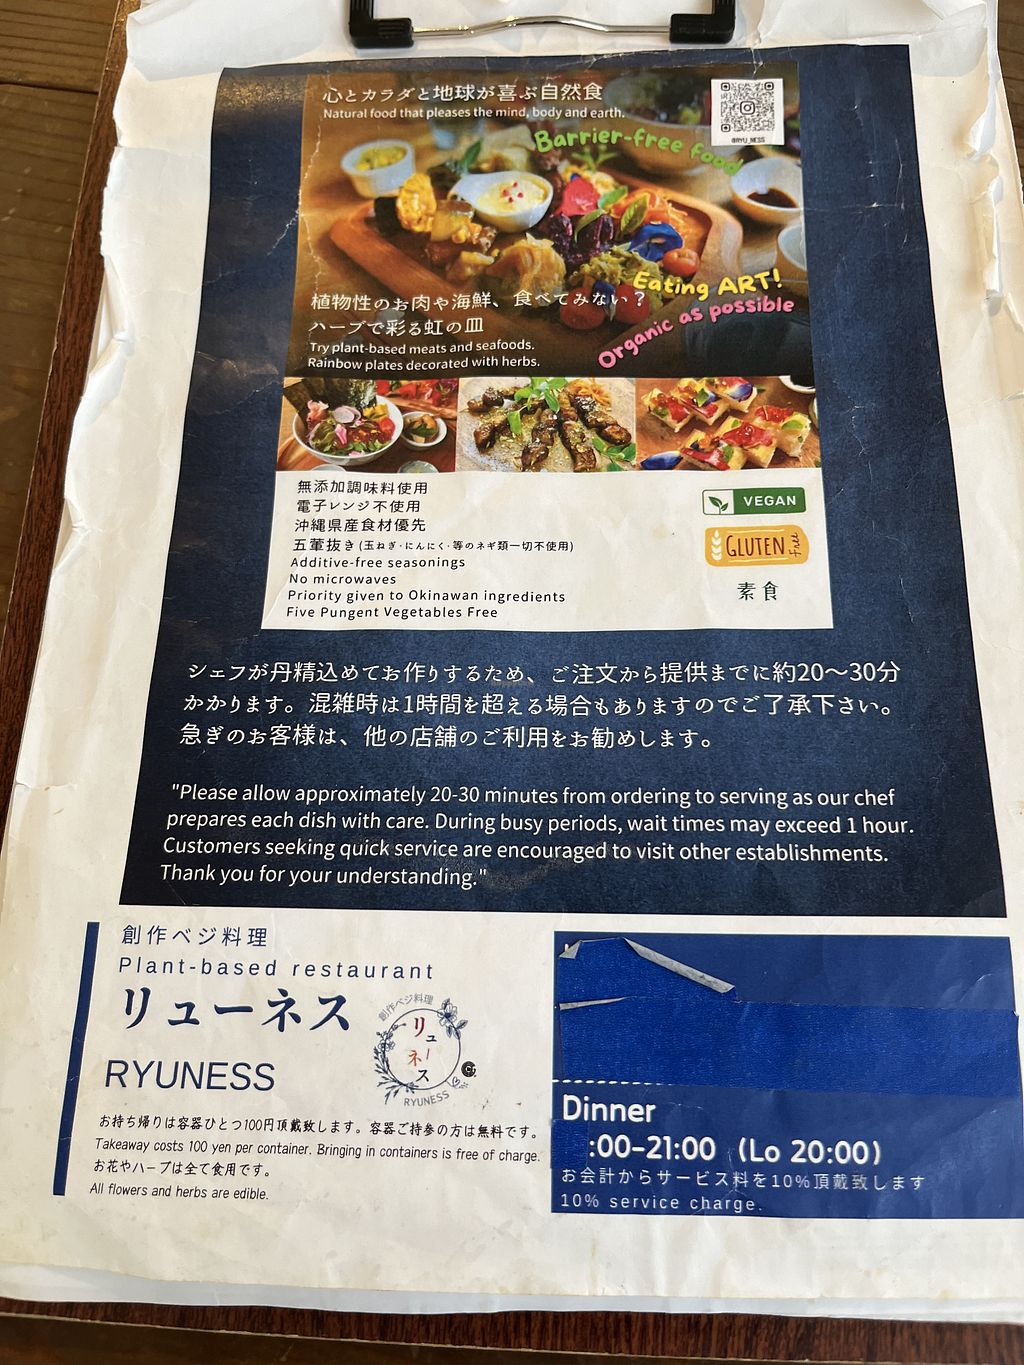 心とカラダと地球が喜ぶ自然食
Natural food that pleases the mind, body and earth.
@RYU_NESS
Barrier-free food
Eating ART!
Organic as possible
植物性のお肉や海鮮、食べてみない?
ハーブで彩る虹の皿
Try plant-based meats and seafoods.
Rainbow plates decorated with herbs.
無添加調味料使用
電子レンジ不使用
沖縄県産食材優先
五葷抜き(玉ねぎ・にんにく・等のネギ類一切不使用)
Additive-free seasonings
No microwaves
Priority given to Okinawan ingredients
Five Pungent Vegetables Free
VEGAN
GLUTEN Free
素食
シェフが丹精込めてお作りするため、ご注文から提供までに約20〜30分
かかります。混雑時は1時間を超える場合もありますのでご了承下さい。
急ぎのお客様は、他の店舗のご利用をお勧めします。
"Please allow approximately 20-30 minutes from ordering to serving as our chef
prepares each dish with care. During busy periods, wait times may exceed 1 hour.
Customers seeking quick service are encouraged to visit other establishments.
Thank you for your understanding."
創作ベジ料理
Plant-based restaurant
リューネス
RYUNESS
創作ベジ料理
リューネス
RYUNESS
お持ち帰りは容器ひとつ100円頂戴致します。容器ご持参の方は無料です。
Takeaway costs 100 yen per container. Bringing in containers is free of charge.
お花やハーブは全て食用です。
All flowers and herbs are edible.
Dinner
:00–21:00 (Lo 20:00)
お会計からサービス料を10%頂戴致します
10% service charge.